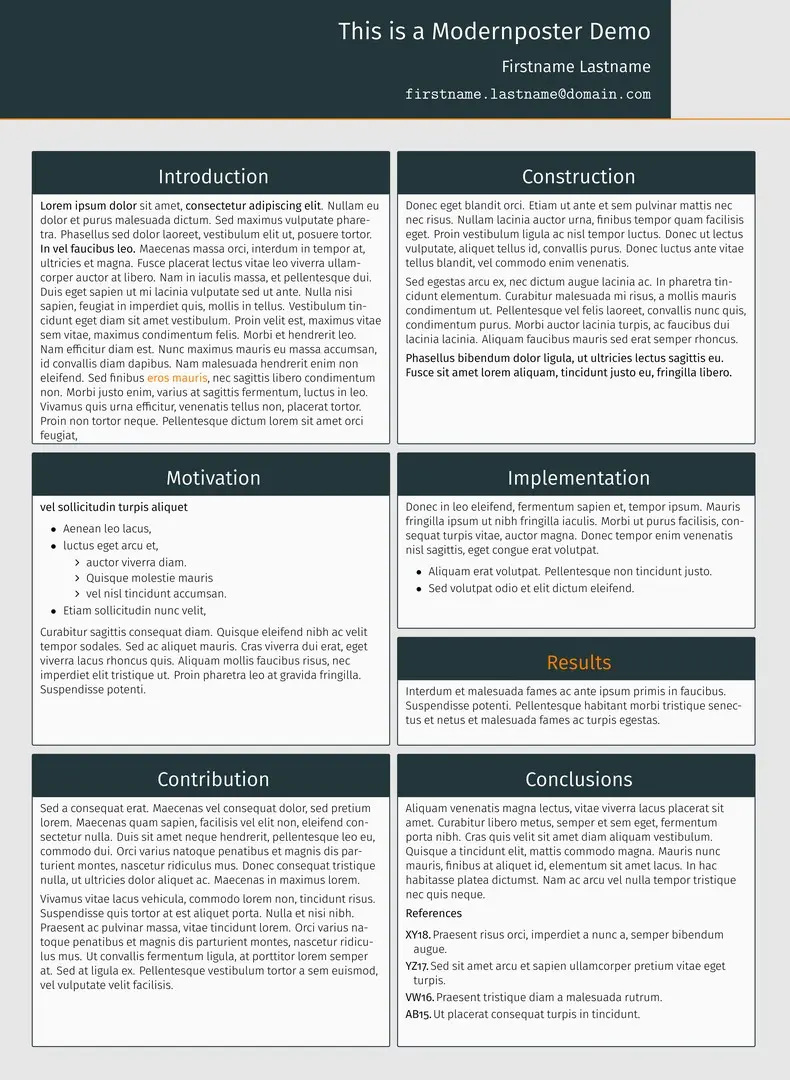 This is a Modernposter Demo
Firstname Lastname
firstname.lastname@domain.com
Introduction
Lorem ipsum dolor sit amet, consectetur adipiscing elit. Nullam eu
dolor et purus malesuada dictum. Sed maximus vulputate phare-
tra. Phasellus sed dolor laoreet, vestibulum elit ut, posuere tortor.
In vel faucibus leo. Maecenas massa orci, interdum in tempor at,
ultricies et magna. Fusce placerat lectus vitae leo viverra ullam-
corper auctor at libero. Nam in iaculis massa, et pellentesque dui.
Duis eget sapien ut mi lacinia vulputate sed ut ante. Nulla nisi
sapien, feugiat in imperdiet quis, mollis in tellus. Vestibulum tin-
cidunt eget diam sit amet vestibulum. Proin velit est, maximus vitae
sem vitae, maximus condimentum felis. Morbi et hendrerit leo.
Nam efficitur diam est. Nunc maximus mauris eu massa accumsan,
id convallis diam dapibus. Nam malesuada hendrerit enim non
eleifend. Sed finibus eros mauris, nec sagittis libero condimentum
non. Morbi justo enim, varius at sagittis fermentum, luctus in leo.
Vivamus quis urna efficitur, venenatis tellus non, placerat tortor.
Proin non tortor neque. Pellentesque dictum lorem sit amet orci
feugiat,
Motivation
vel sollicitudin turpis aliquet
• Aenean leo lacus,
• luctus eget arcu et,
> auctor viverra diam.
> Quisque molestie mauris
> vel nisl tincidunt accumsan.
• Etiam sollicitudin nunc velit,
Curabitur sagittis consequat diam. Quisque eleifend nibh ac velit
tempor sodales. Sed ac aliquet mauris. Cras viverra dui erat, eget
viverra lacus rhoncus quis. Aliquam mollis faucibus risus, nec
imperdiet elit tristique ut. Proin pharetra leo at gravida fringilla.
Suspendisse potenti.
Contribution
Sed a consequat erat. Maecenas vel consequat dolor, sed pretium
lorem. Maecenas quam sapien, facilisis vel elit non, eleifend con-
sectetur nulla. Duis sit amet neque hendrerit, pellentesque leo eu,
commodo dui. Orci varius natoque penatibus et magnis dis par-
turient montes, nascetur ridiculus mus. Donec consequat tristique
nulla, ut ultricies dolor aliquet ac. Maecenas in maximus lorem.
Vivamus vitae lacus vehicula, commodo lorem non, tincidunt risus.
Suspendisse quis tortor at est aliquet porta. Nulla et nisi nibh.
Praesent ac pulvinar massa, vitae tincidunt lorem. Orci varius na-
toque penatibus et magnis dis parturient montes, nascetur ridicu-
lus mus. Ut convallis fermentum ligula, at porttitor lorem semper
at. Sed at ligula ex. Pellentesque vestibulum tortor a sem euismod,
vel vulputate velit facilisis.
Construction
Donec eget blandit orci. Etiam ut ante et sem pulvinar mattis nec
nec risus. Nullam lacinia auctor urna, finibus tempor quam facilisis
eget. Proin vestibulum ligula ac nisl tempor luctus. Donec ut lectus
vulputate, aliquet tellus id, convallis purus. Donec luctus ante vitae
tellus blandit, vel commodo enim venenatis.
Sed egestas arcu ex, nec dictum augue lacinia ac. In pharetra tin-
cidunt elementum. Curabitur malesuada mi risus, a mollis mauris
condimentum ut. Pellentesque vel felis laoreet, convallis nunc quis,
condimentum purus. Morbi auctor lacinia turpis, ac faucibus dui
lacinia lacinia. Aliquam faucibus mauris sed erat semper rhoncus.
Phasellus bibendum dolor ligula, ut ultricies lectus sagittis eu.
Fusce sit amet lorem aliquam, tincidunt justo eu, fringilla libero.
Implementation
Donec in leo eleifend, fermentum sapien et, tempor ipsum. Mauris
fringilla ipsum ut nibh fringilla iaculis. Morbi ut purus facilisis, con-
sequat turpis vitae, auctor magna. Donec tempor enim venenatis
nisl sagittis, eget congue erat volutpat.
• Aliquam erat volutpat. Pellentesque non tincidunt justo.
• Sed volutpat odio et elit dictum eleifend.
Results
Interdum et malesuada fames ac ante ipsum primis in faucibus.
Suspendisse potenti. Pellentesque habitant morbi tristique senec-
tus et netus et malesuada fames ac turpis egestas.
Conclusions
Aliquam venenatis magna lectus, vitae viverra lacus placerat sit
amet. Curabitur libero metus, semper et sem eget, fermentum
porta nibh. Cras quis velit sit amet diam aliquam vestibulum.
Quisque a tincidunt elit, mattis commodo magna. Mauris nunc
mauris, finibus at aliquet id, elementum sit amet lacus. In hac
habitasse platea dictumst. Nam ac arcu vel nulla tempor tristique
nec quis neque.
References
XY18. Praesent risus orci, imperdiet a nunc a, semper bibendum
augue.
YZ17. Sed sit amet arcu et sapien ullamcorper pretium vitae eget
turpis.
VW16. Praesent tristique diam a malesuada rutrum.
AB15. Ut placerat consequat turpis in tincidunt.